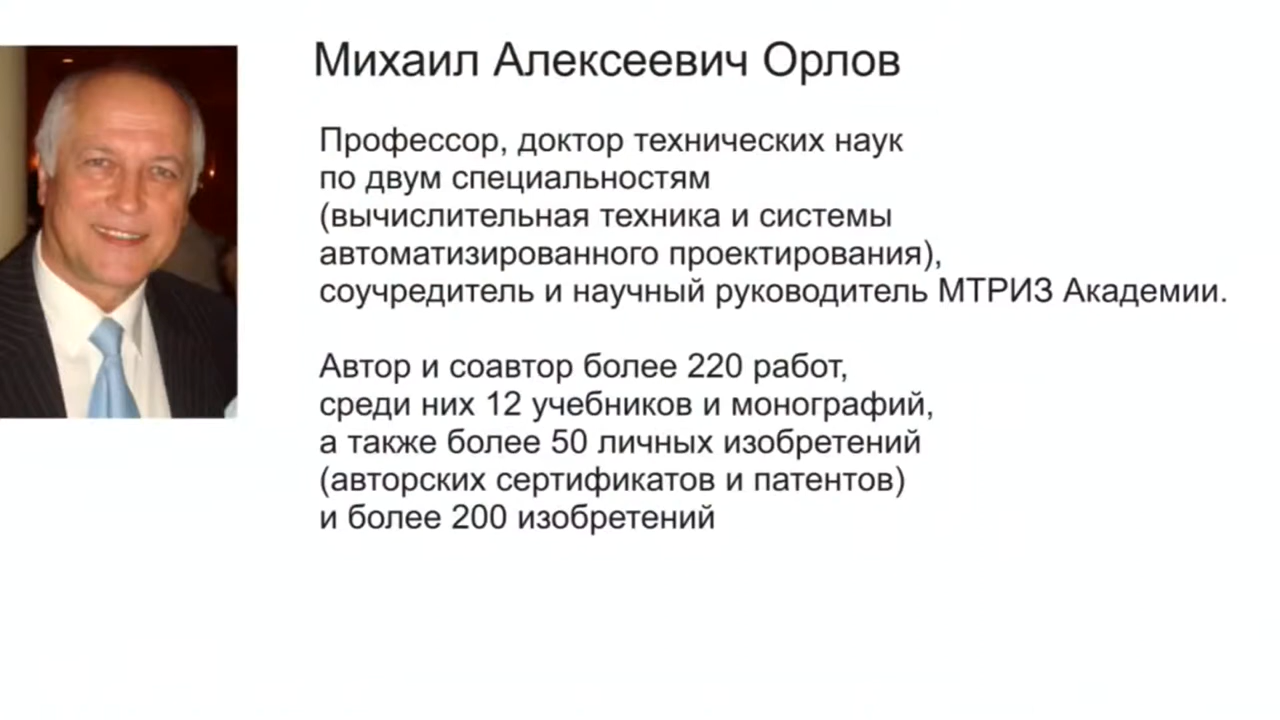 Михаил Алексеевич Орлов
Профессор, доктор технических наук
по двум специальностям
(вычислительная техника и системы
автоматизированного проектирования),
соучредитель и научный руководитель МТРИЗ Академии.
Автор и соавтор более 220 работ,
среди них 12 учебников и монографий,
а также более 50 личных изобретений
(авторских сертификатов и патентов)
и более 200 изобретений